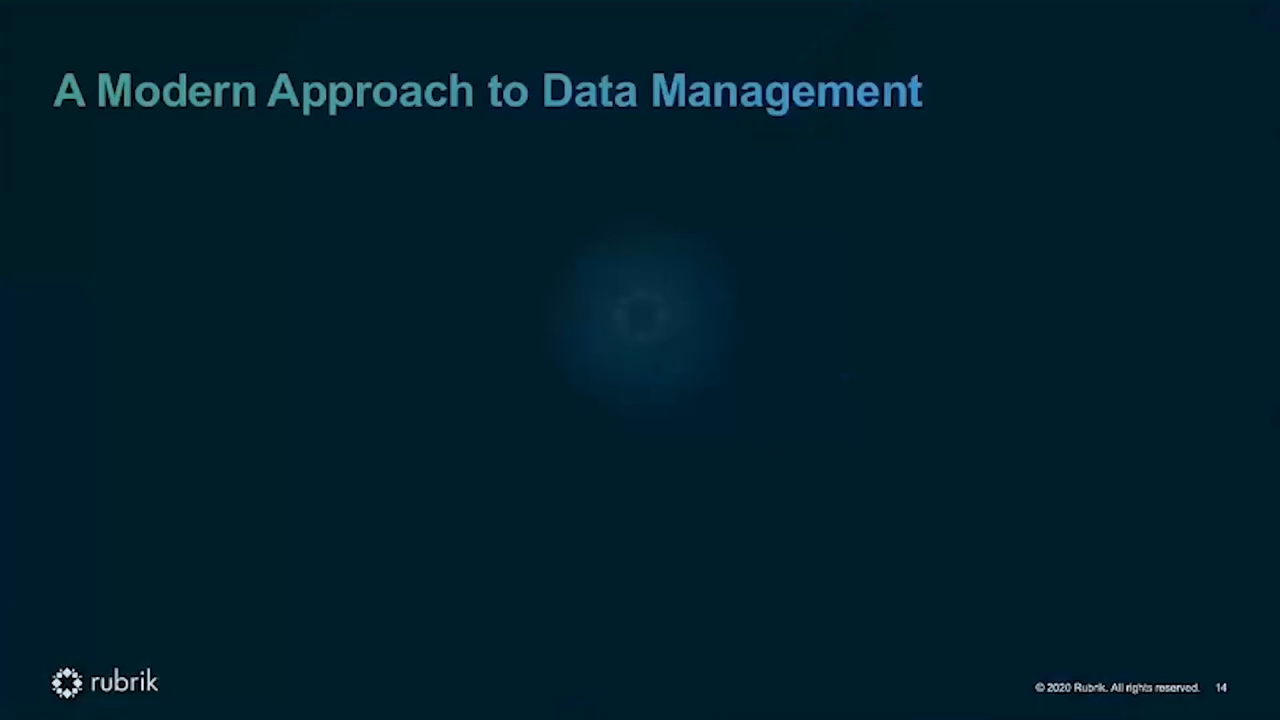 A Modern Approach to Data Management
rubrik
© 2020 Rubrik. All rights reserved. 14